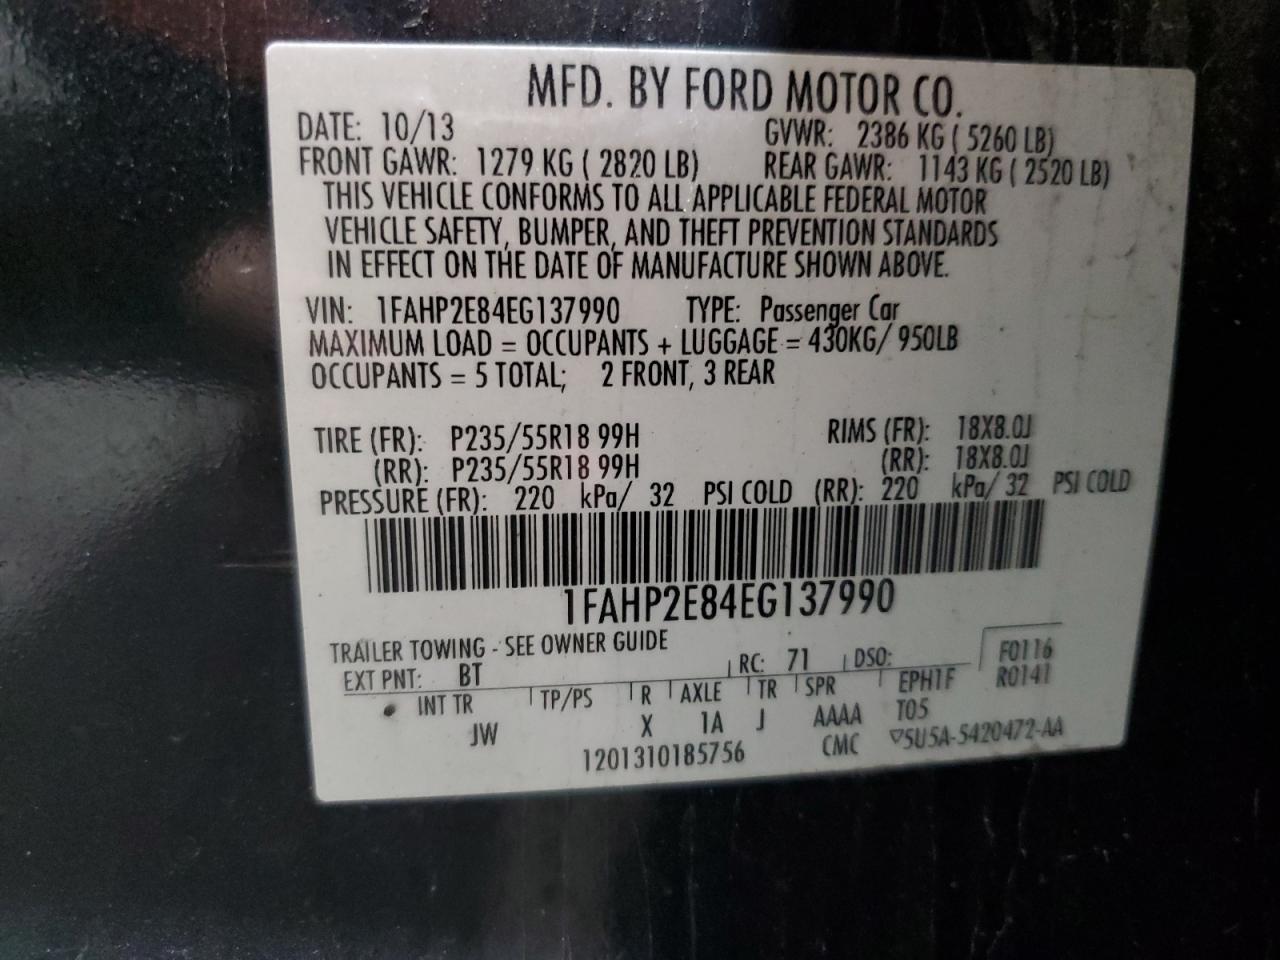 MFD. BY FORD MOTOR CO.
DATE: 10/13 GVWR: 2386 KG ( 5260 LB)
FRONT GAWR: 1279 KG ( 2820 LB) REAR GAWR: 1143 KG ( 2520 LB)
THIS VEHICLE CONFORMS TO ALL APPLICABLE FEDERAL MOTOR
VEHICLE SAFETY, BUMPER, AND THEFT PREVENTION STANDARDS
IN EFFECT ON THE DATE OF MANUFACTURE SHOWN ABOVE.
VIN: 1FAHP2E84EG137990 TYPE: Passenger Car
MAXIMUM LOAD = OCCUPANTS + LUGGAGE = 430KG/ 950LB
OCCUPANTS = 5 TOTAL; 2 FRONT, 3 REAR
TIRE (FR): P235/55R18 99H RIMS (FR): 18X8.0J
(RR): P235/55R18 99H (RR): 18X8.0J
PRESSURE (FR): 220 kPa/ 32 PSI COLD (RR): 220 kPa/ 32 PSI COLD
1FAHP2E84EG137990
TRAILER TOWING - SEE OWNER GUIDE
F0116
EXT PNT: BT RC: 71 DSO: R0141
INT TR TP/PS R AXLE TR SPR EPH1F
JW X 1A J AAAA T05
1201310185756 CMC ▽5U5A-5420472-AA